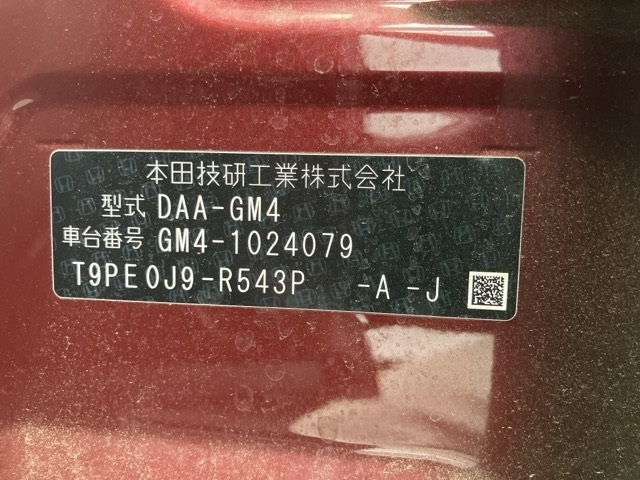 本田技研工業株式会社
型式 DAA-GM4
車台番号 GM4-1024079
T9PE0J9-R543P -A -J